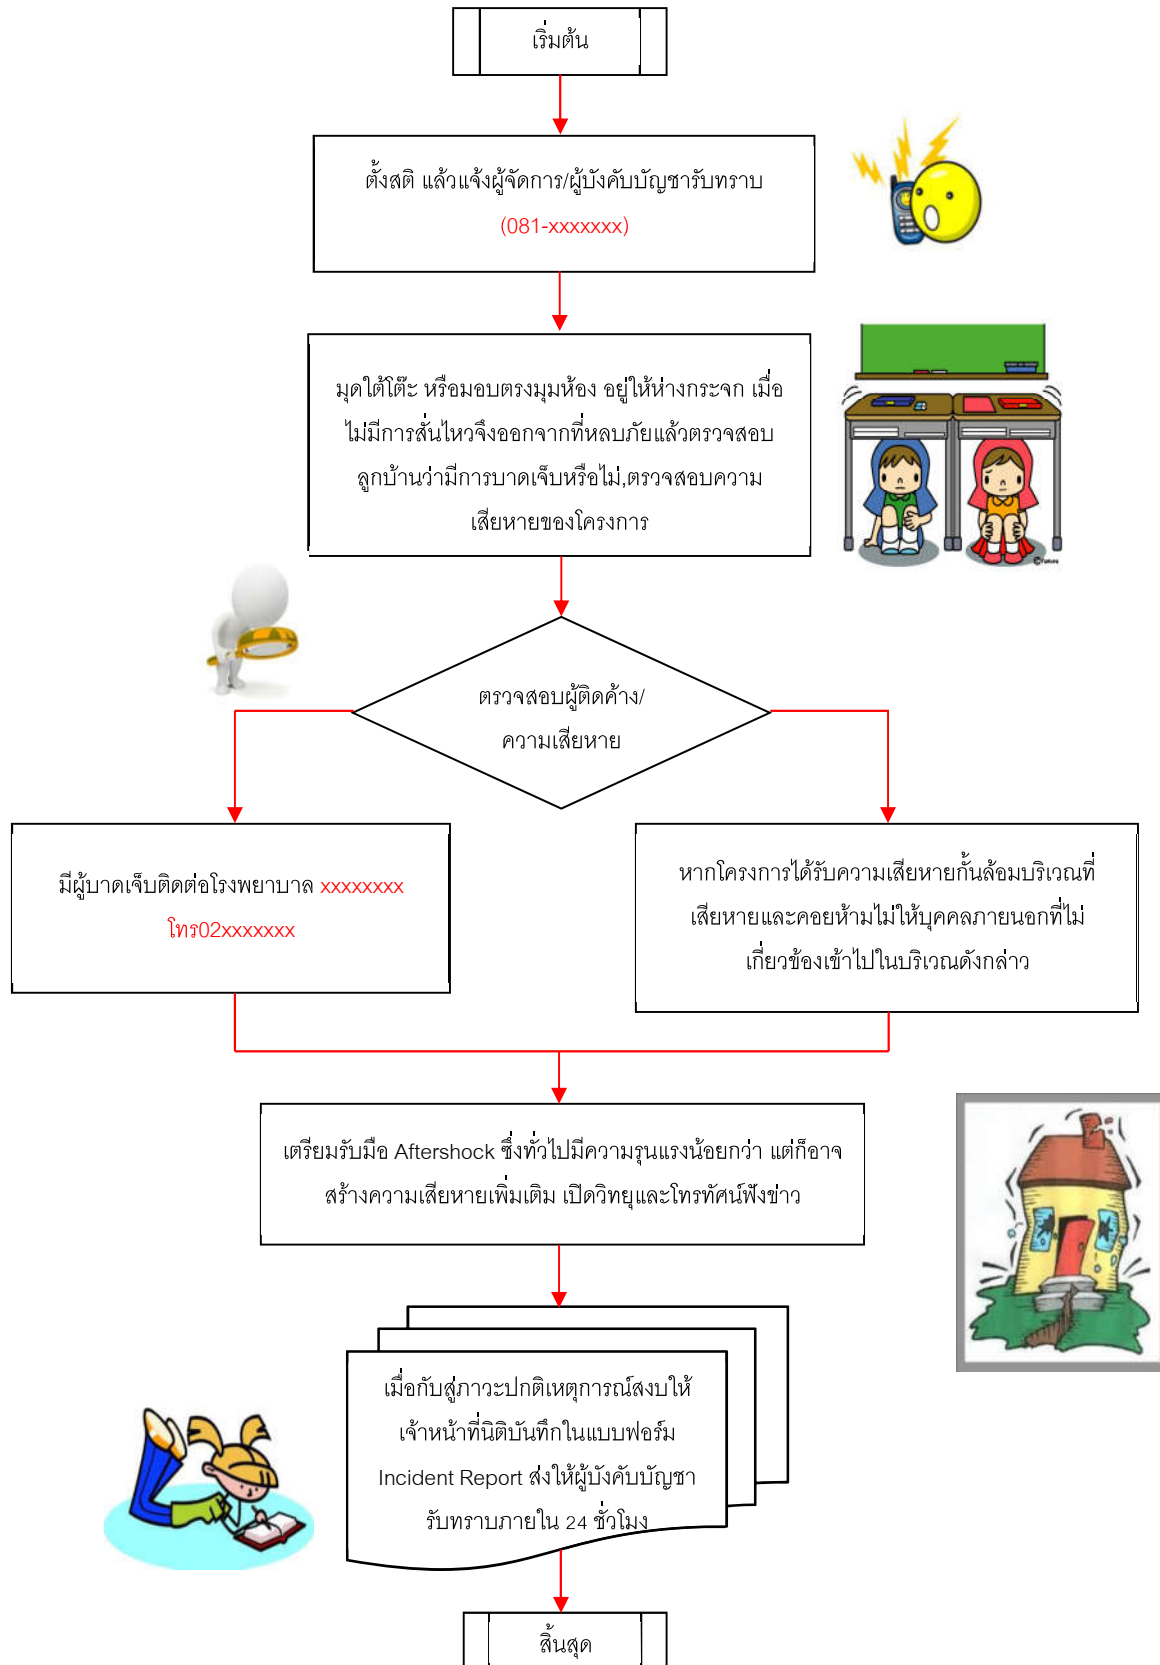 เริ่มต้น
ตั้งสติ แล้วแจ้งผู้จัดการ/ผู้บังคับบัญชารับทราบ
(081-xxxxxxx)
มุดใต้โต๊ะ หรือมอบตรงมุมห้อง อยู่ให้ห่างกระจก เมื่อ
ไม่มีการสั่นไหวจึงออกจากที่หลบภัยแล้วตรวจสอบ
ลูกบ้านว่ามีการบาดเจ็บหรือไม่,ตรวจสอบความ
เสียหายของโครงการ
ตรวจสอบผู้ติดค้าง/
ความเสียหาย
มีผู้บาดเจ็บติดต่อโรงพยาบาล xxxxxxxx
โทร02xxxxxxx
หากโครงการได้รับความเสียหายกั้นล้อมบริเวณที่
เสียหายและคอยห้ามไม่ให้บุคคลภายนอกที่ไม่
เกี่ยวข้องเข้าไปในบริเวณดังกล่าว
เตรียมรับมือ Aftershock ซึ่งทั่วไปมีความรุนแรงน้อยกว่า แต่ก็อาจ
สร้างความเสียหายเพิ่มเติม เปิดวิทยุและโทรทัศน์ฟังข่าว
เมื่อกับสู่ภาวะปกติเหตุการณ์สงบให้
เจ้าหน้าที่นิติบันทึกในแบบฟอร์ม
Incident Report ส่งให้ผู้บังคับบัญชา
รับทราบภายใน 24 ชั่วโมง
สิ้นสุด